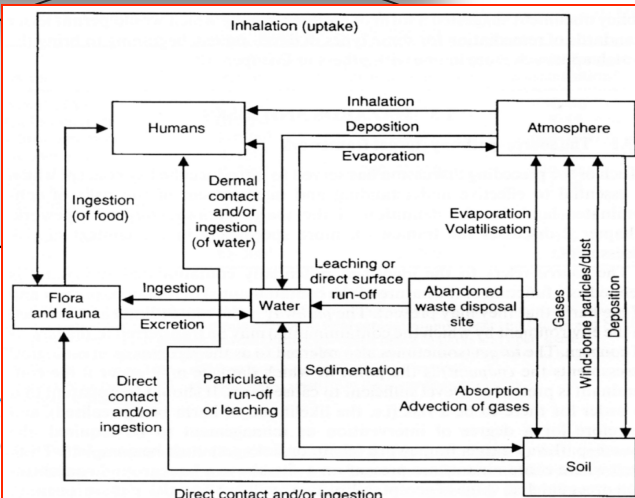 Inhalation (uptake)
Inhalation
Humans
Deposition
Atmosphere
Evaporation
Ingestion
(of food)
Dermal
contact
and/or
ingestion
(of water)
Evaporation
Volatilisation
Leaching or
direct surface
run-off
Flora
and fauna
Ingestion
Excretion
Water
Abandoned
waste disposal
site
Gases
Wind-borne particles/dust
Deposition
Direct
contact
and/or
ingestion
Particulate
run-off
or leaching
Sedimentation
Absorption
Advection of gases
Soil
Direct contact and/or ingestion